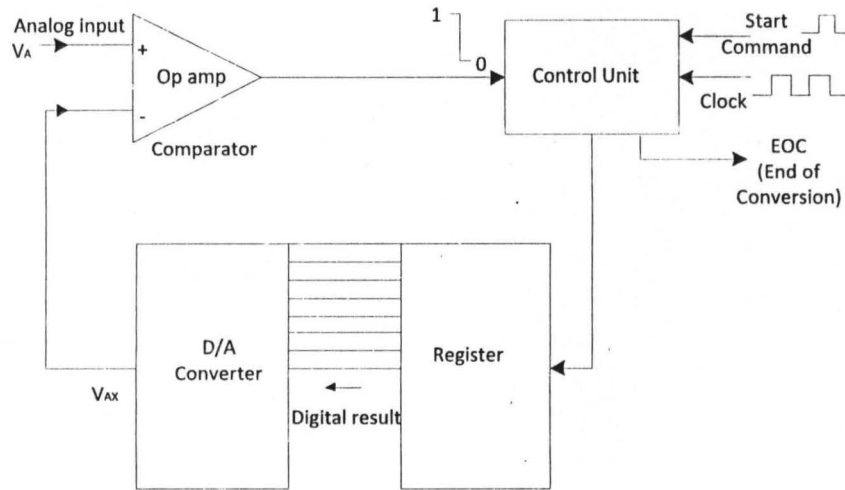 Analog input
VA
+
-
Op amp
Comparator
1
0
Control Unit
Start
Command
Clock
EOC
(End of
Conversion)
D/A
Converter
Register
VAX
Digital result